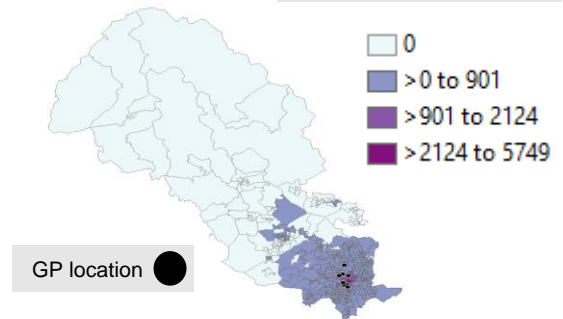 0
>0 to 901
>901 to 2124
>2124 to 5749
GP location